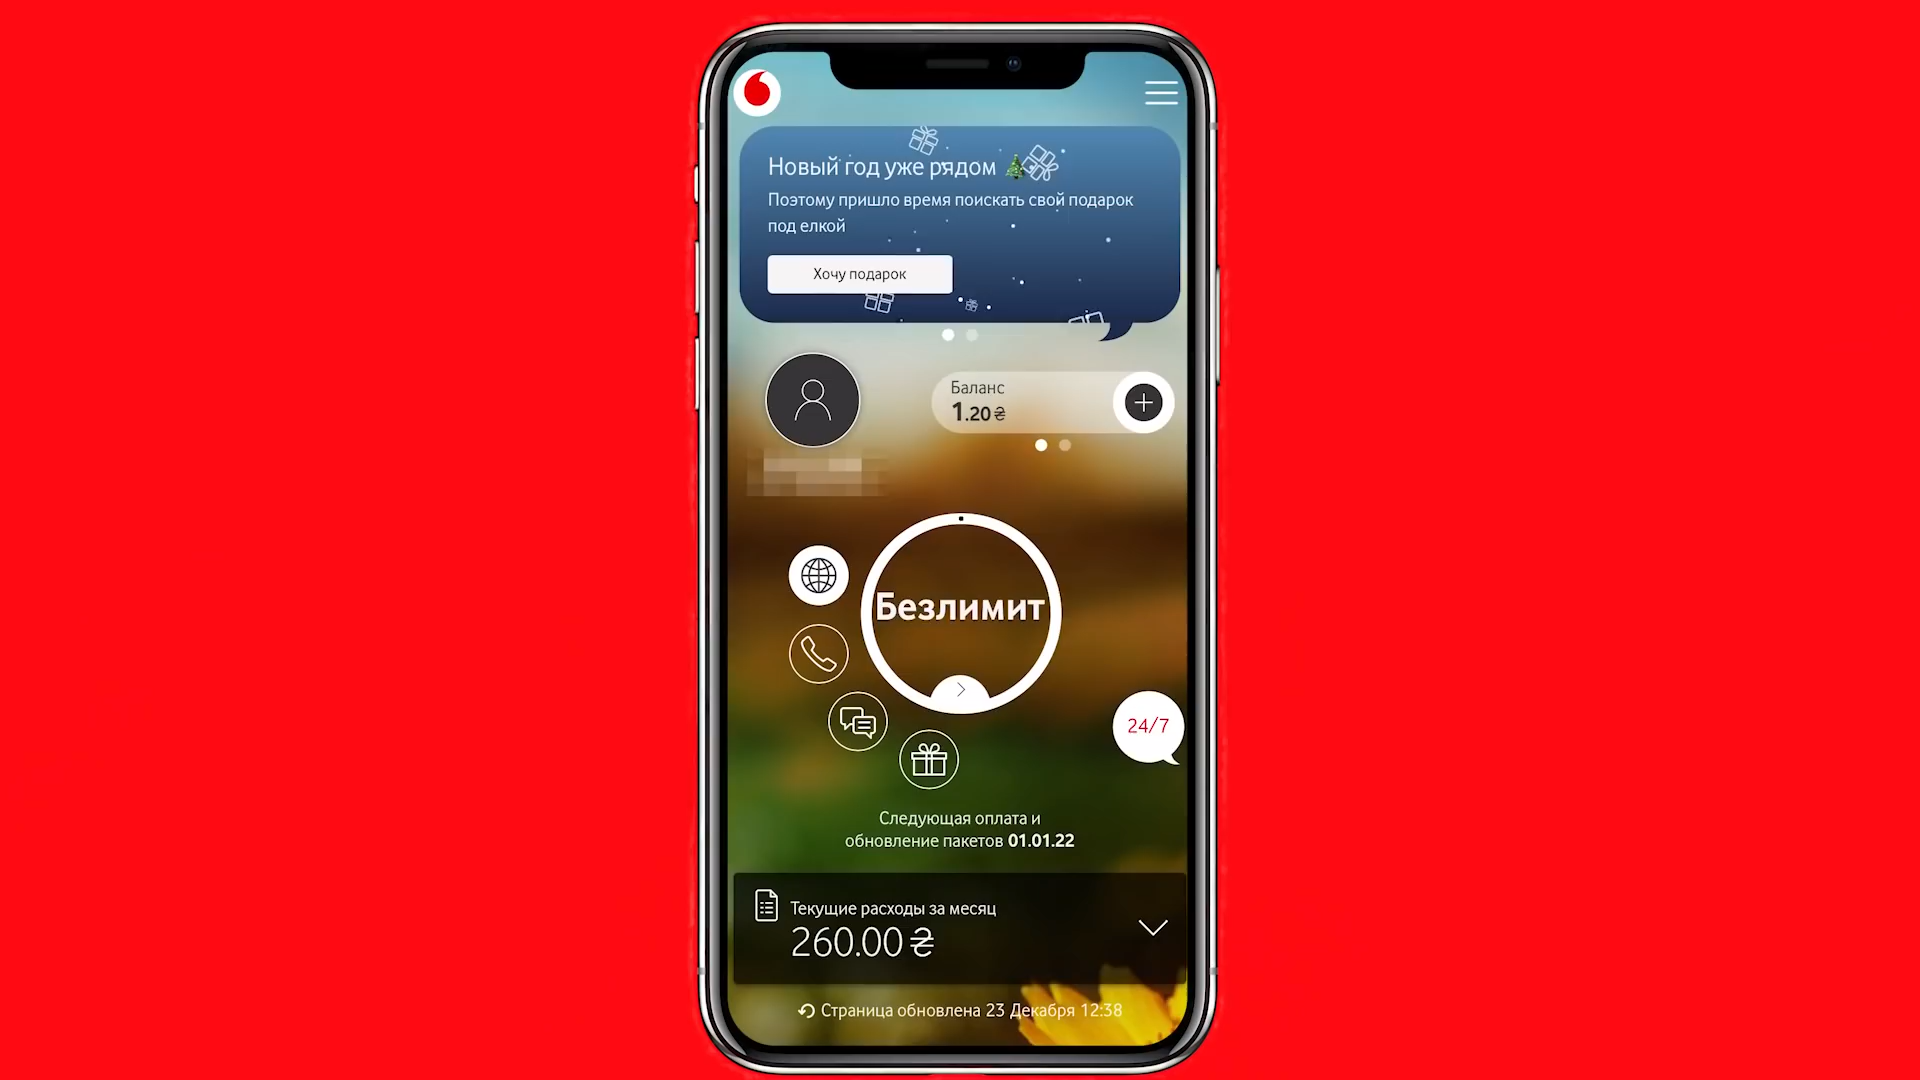 Новый год уже рядом
Поэтому пришло время поискать свой подарок
под елкой
Хочу подарок
Баланс
1.20 ₴
Безлимит
24/7
Следующая оплата и
обновление пакетов 01.01.22
Текущие расходы за месяц
260.00 ₴
Страница обновлена 23 Декабря 12:38